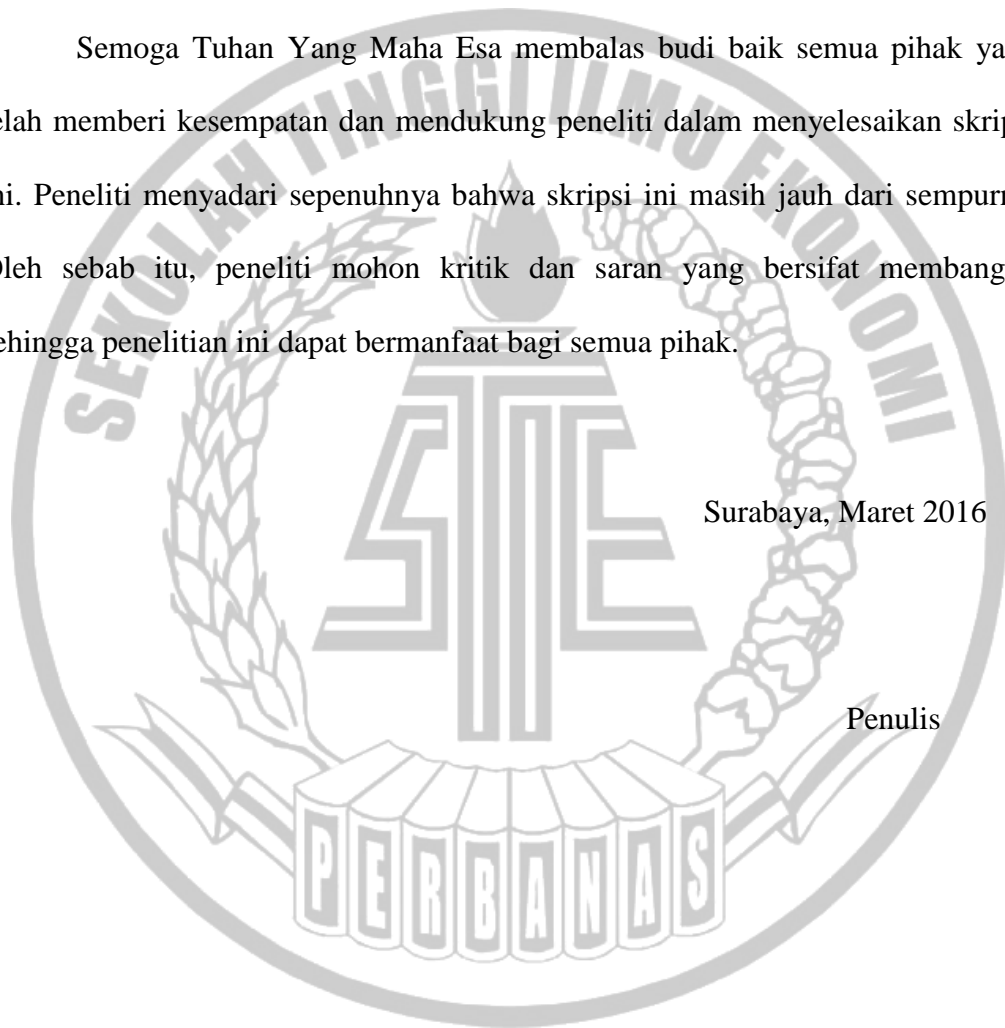 Semoga Tuhan Yang Maha Esa membalas budi baik semua pihak ya
elah memberi kesempatan dan mendukung peneliti dalam menyelesaikan skrip
ni. Peneliti menyadari sepenuhnya bahwa skripsi ini masih jauh dari sempurn
Oleh sebab itu, peneliti mohon kritik dan saran yang bersifat membang
ehingga penelitian ini dapat bermanfaat bagi semua pihak.
Surabaya, Maret 2016
Penulis
SEKOLAH TINGGI ILMU EKONOMI
STIE
PERBANAS